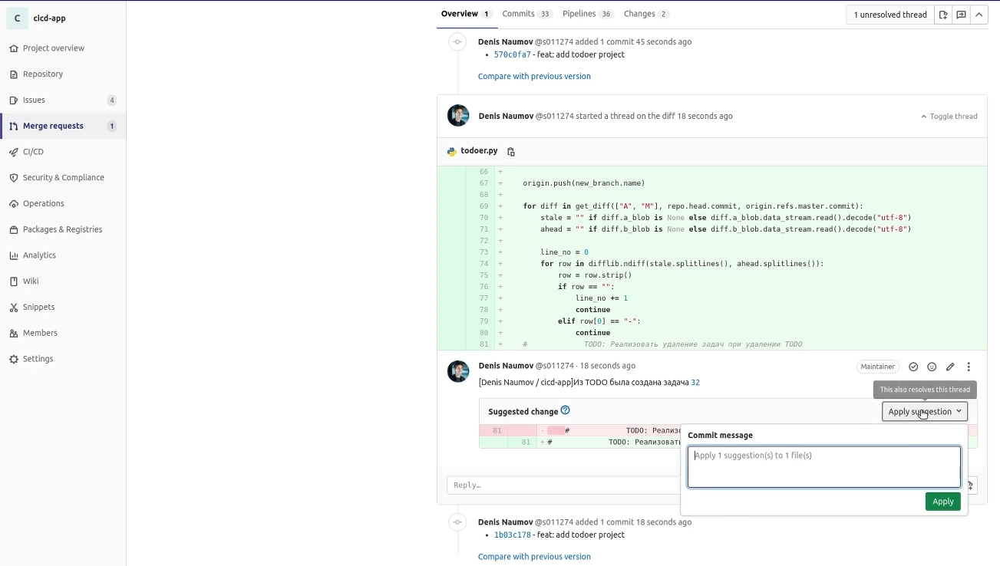 C cicd-app
Project overview
Repository
Issues 4
Merge requests 1
CI/CD
Security & Compliance
Operations
Packages & Registries
Analytics
Wiki
Snippets
Members
Settings
Overview 1 Commits 33 Pipelines 36 Changes 2
1 unresolved thread
Denis Naumov @s011274 added 1 commit 45 seconds ago
• 570c0fa7 - feat: add todoer project
Compare with previous version
Denis Naumov @s011274 started a thread on the diff 18 seconds ago
Toggle thread
todoer.py
66 +
67 + origin.push(new_branch.name)
68 +
69 + for diff in get_diff(["A", "M"], repo.head.commit, origin.refs.master.commit):
70 + stale = "" if diff.a_blob is None else diff.a_blob.data_stream.read().decode("utf-8")
71 + ahead = "" if diff.b_blob is None else diff.b_blob.data_stream.read().decode("utf-8")
72 +
73 + line_no = 0
74 + for row in difflib.ndiff(stale.splitlines(), ahead.splitlines()):
75 + row = row.strip()
76 + if row == "":
77 + line_no += 1
78 + continue
79 + elif row[0] == "-":
80 + continue
81 + # TODO: Реализовать удаление задач при удалении TODO
Denis Naumov @s011274 · 18 seconds ago
Maintainer
[Denis Naumov / cicd-app]Из TODO была создана задача 32
This also resolves this thread
Suggested change
Apply suggestion
81 - # TODO: Реализо
81 + # TODO: Реализовать
Commit message
Apply 1 suggestion(s) to 1 file(s)
Reply…
Apply
Denis Naumov @s011274 added 1 commit 18 seconds ago
• 1b03c178 - feat: add todoer project
Compare with previous version